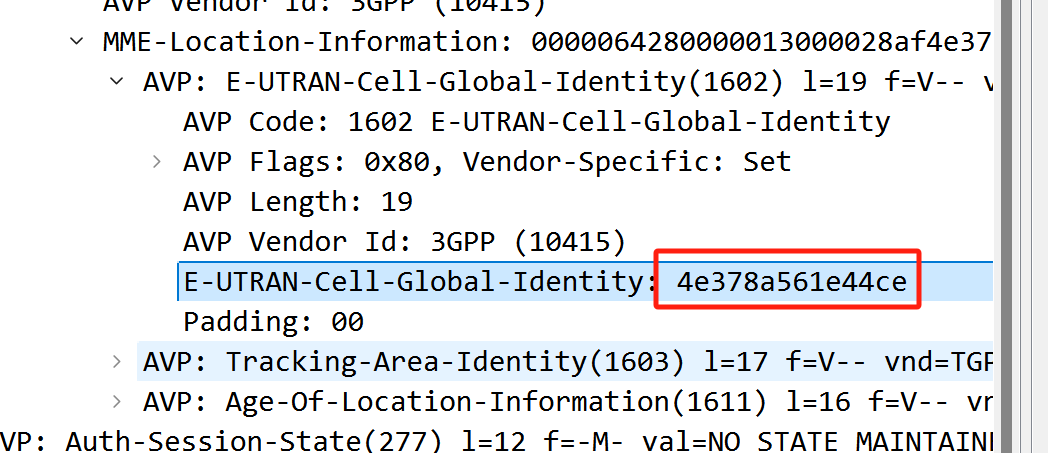 AVP Vendor Id: 3GPP (10415)
MME-Location-Information: 0000064280000013000028af4e37
AVP: E-UTRAN-Cell-Global-Identity(1602) l=19 f=V-- v
AVP Code: 1602 E-UTRAN-Cell-Global-Identity
AVP Flags: 0x80, Vendor-Specific: Set
AVP Length: 19
AVP Vendor Id: 3GPP (10415)
E-UTRAN-Cell-Global-Identity: 4e378a561e44ce
Padding: 00
AVP: Tracking-Area-Identity(1603) l=17 f=V-- vnd=TGP
AVP: Age-Of-Location-Information(1611) l=16 f=V-- vn
VP: Auth-Session-State(277) l=12 f=-M- val=NO STATE MAINTAIN